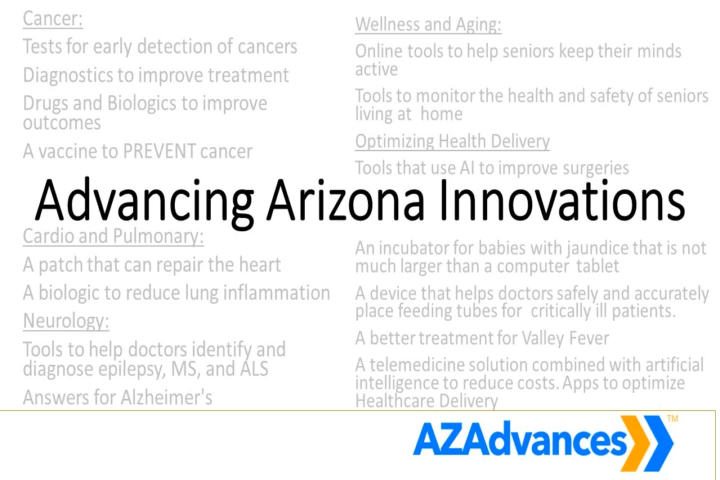 Cancer:
Tests for early detection of cancers
Diagnostics to improve treatment
Drugs and Biologics to improve
outcomes
A vaccine to PREVENT cancer
Wellness and Aging:
Online tools to help seniors keep their minds
active
Tools to monitor the health and safety of seniors
living at home
Optimizing Health Delivery
Tools that use AI to improve surgeries
Advancing Arizona Innovations
Cardio and Pulmonary:
A patch that can repair the heart
A biologic to reduce lung inflammation
Neurology:
Tools to help doctors identify and
diagnose epilepsy, MS, and ALS
Answers for Alzheimer's
An incubator for babies with jaundice that is not
much larger than a computer tablet
A device that helps doctors safely and accurately
place feeding tubes for critically ill patients.
A better treatment for Valley Fever
A telemedicine solution combined with artificial
intelligence to reduce costs. Apps to optimize
Healthcare Delivery
AZAdvances TM